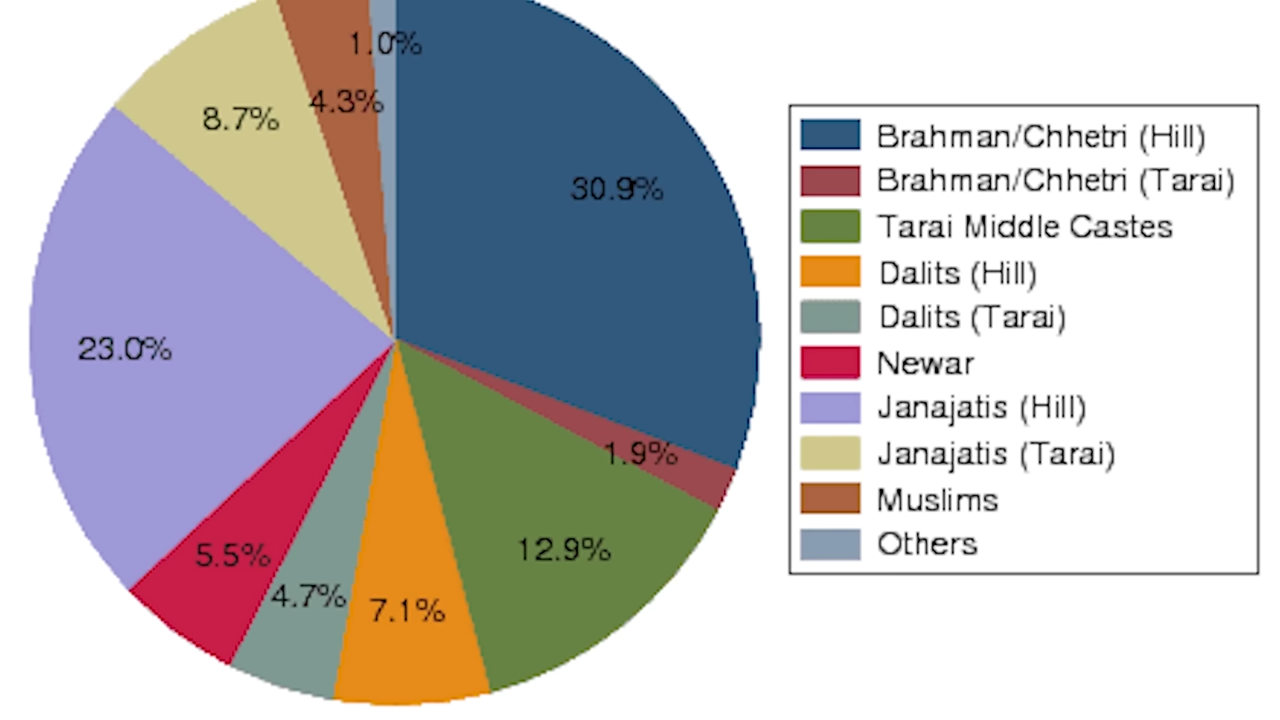 1.0%
4.3%
8.7%
30.9%
23.0%
1.9%
12.9%
5.5%
4.7%
7.1%
Brahman/Chhetri (Hill)
Brahman/Chhetri (Tarai)
Tarai Middle Castes
Dalits (Hill)
Dalits (Tarai)
Newar
Janajatis (Hill)
Janajatis (Tarai)
Muslims
Others